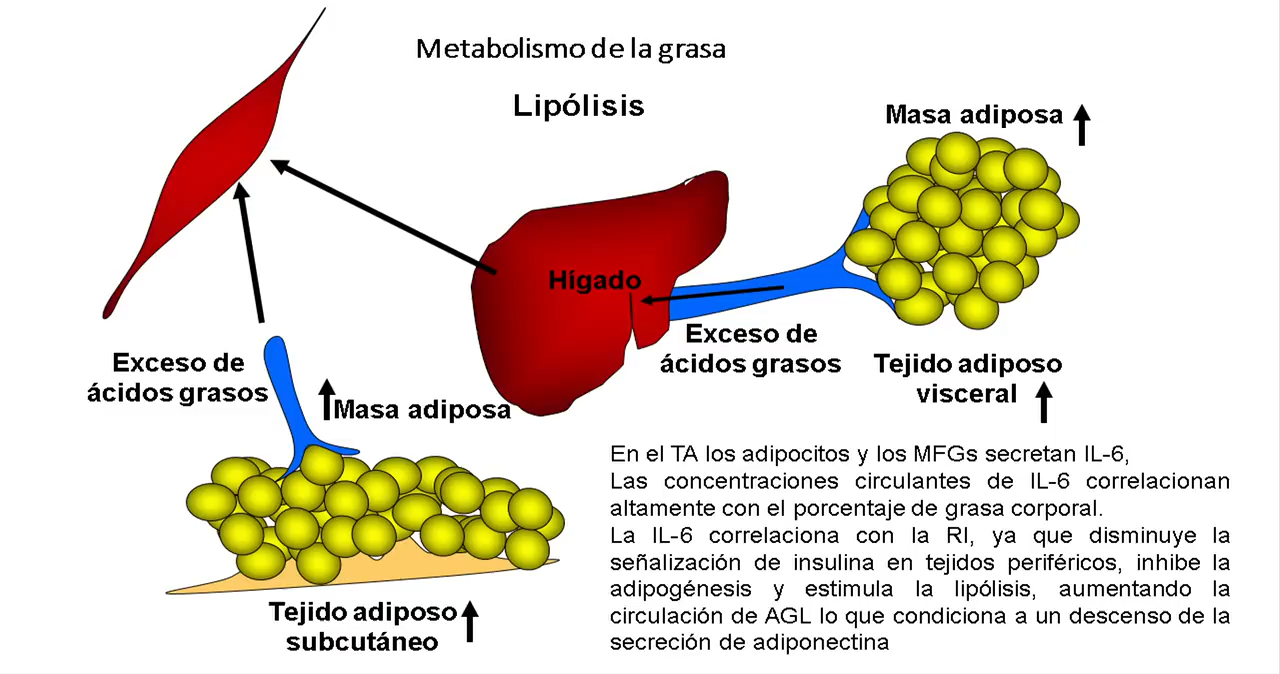 Metabolismo de la grasa
Lipólisis
Masa adiposa
Hígado
Exceso de
ácidos grasos
Tejido adiposo
visceral
Exceso de
ácidos grasos
Masa adiposa
Tejido adiposo
subcutáneo
En el TA los adipocitos y los MFGs secretan IL-6,
Las concentraciones circulantes de IL-6 correlacionan
altamente con el porcentaje de grasa corporal.
La IL-6 correlaciona con la RI, ya que disminuye la
señalización de insulina en tejidos periféricos, inhibe la
adipogénesis y estimula la lipólisis, aumentando la
circulación de AGL lo que condiciona a un descenso de la
secreción de adiponectina